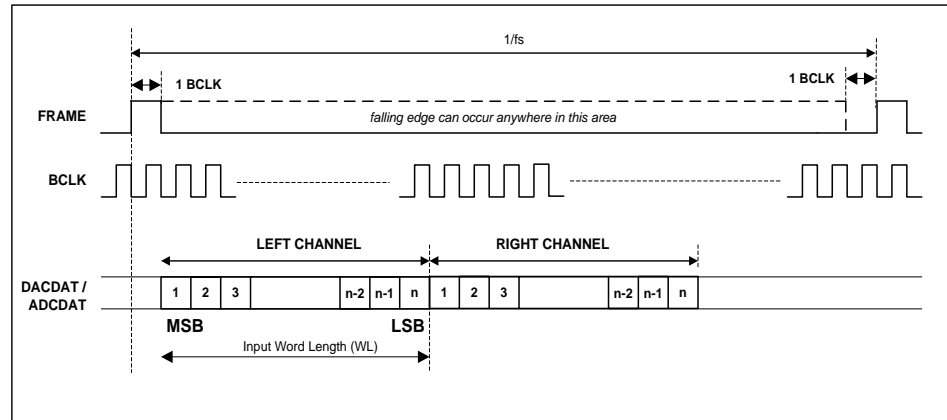 1/fs
1 BCLK
1 BCLK
FRAME
falling edge can occur anywhere in this area
BCLK
LEFT CHANNEL
RIGHT CHANNEL
DACDAT /
ADCDAT
1 2 3 n-2 n-1 n 1 2 3 n-2 n-1 n
MSB
LSB
Input Word Length (WL)